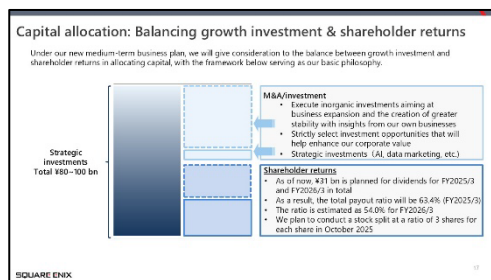 Capital allocation: Balancing growth investment & shareholder returns
Under our new medium-term business plan, we will give consideration to the balance between growth investment and
shareholder returns in allocating capital, with the framework below serving as our basic philosophy.
Strategic
investments
Total ¥80~100 bn
M&A/investment
• Execute inorganic investments aiming at
business expansion and the creation of greater
stability with insights from our own businesses
• Strictly select investment opportunities that will
help enhance our corporate value
• Strategic investments (AI, data marketing, etc.)
Shareholder returns
• As of now, ¥31 bn is planned for dividends for FY2025/3
and FY2026/3 in total
• As a result, the total payout ratio will be 63.4% (FY2025/3)
• The ratio is estimated as 54.0% for FY2026/3
• We plan to conduct a stock split at a ratio of 3 shares for
each share in October 2025
SQUARE ENIX